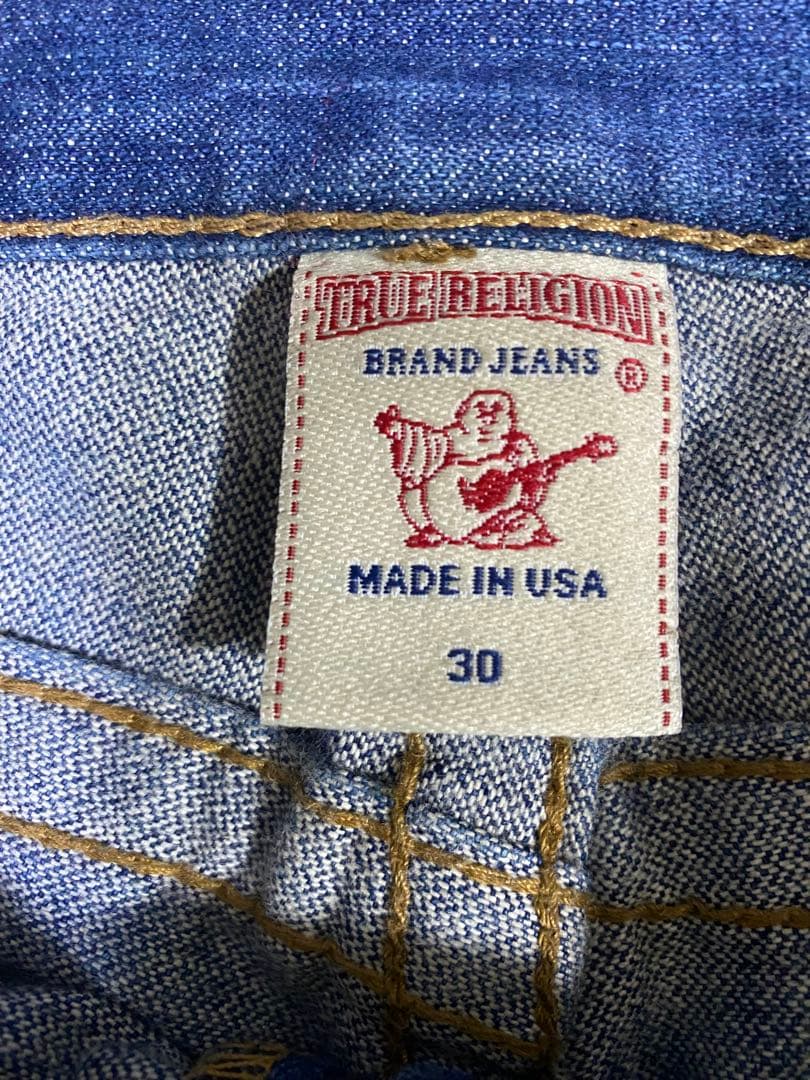 TRUE RELIGION
BRAND JEANS ®
MADE IN USA
30